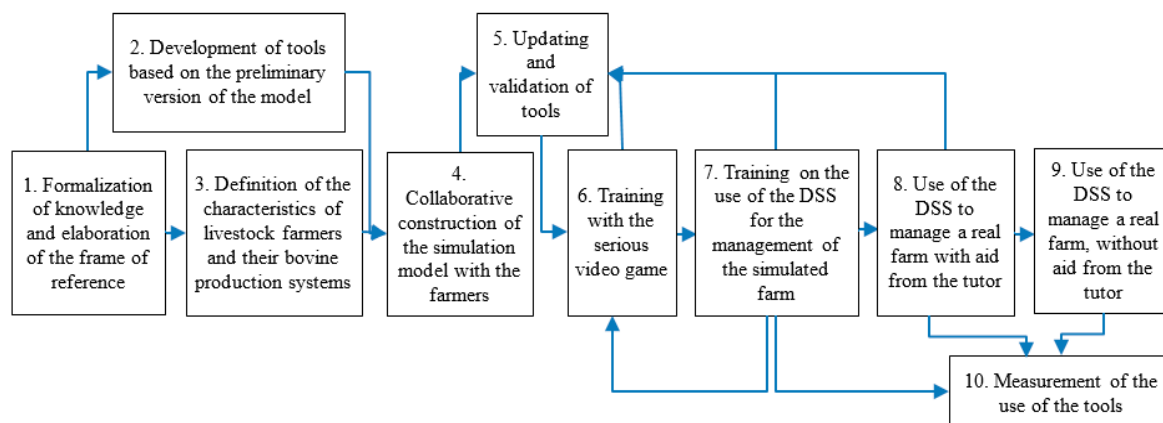 2. Development of tools
based on the preliminary
version of the model
5. Updating
and
validation of
tools
1. Formalization
of knowledge
and elaboration
of the frame of
reference
3. Definition of the
characteristics of
livestock farmers
and their bovine
production systems
4.
Collaborative
construction of
the simulation
model with the
farmers
6. Training
with the
serious
video game
7. Training on the
use of the DSS
for the
management of
the simulated
farm
8. Use of the
DSS to
manage a real
farm with aid
from the tutor
9. Use of the
DSS to
manage a real
farm, without
aid from the
tutor
10. Measurement of the
use of the tools